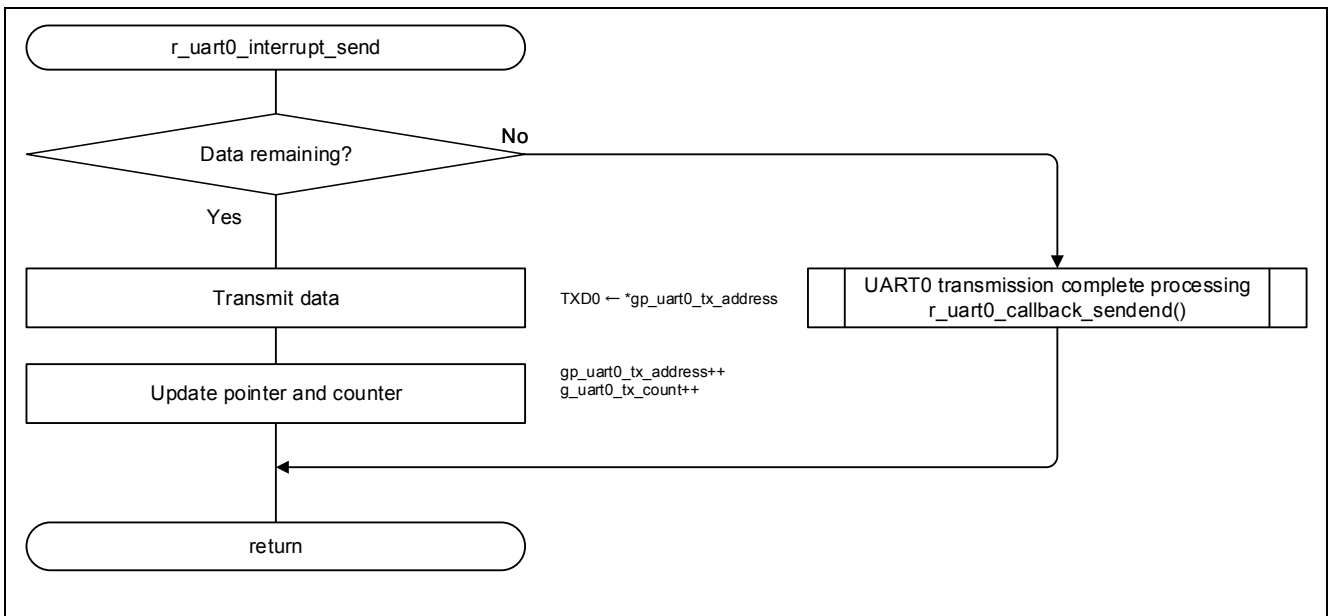 r_uart0_interrupt_send
No
Data remaining?
Yes
Transmit data
TXD0 ← *gp_uart0_tx_address
UART0 transmission complete processing
r_uart0_callback_sendend()
Update pointer and counter
gp_uart0_tx_address++
g_uart0_tx_count++
return